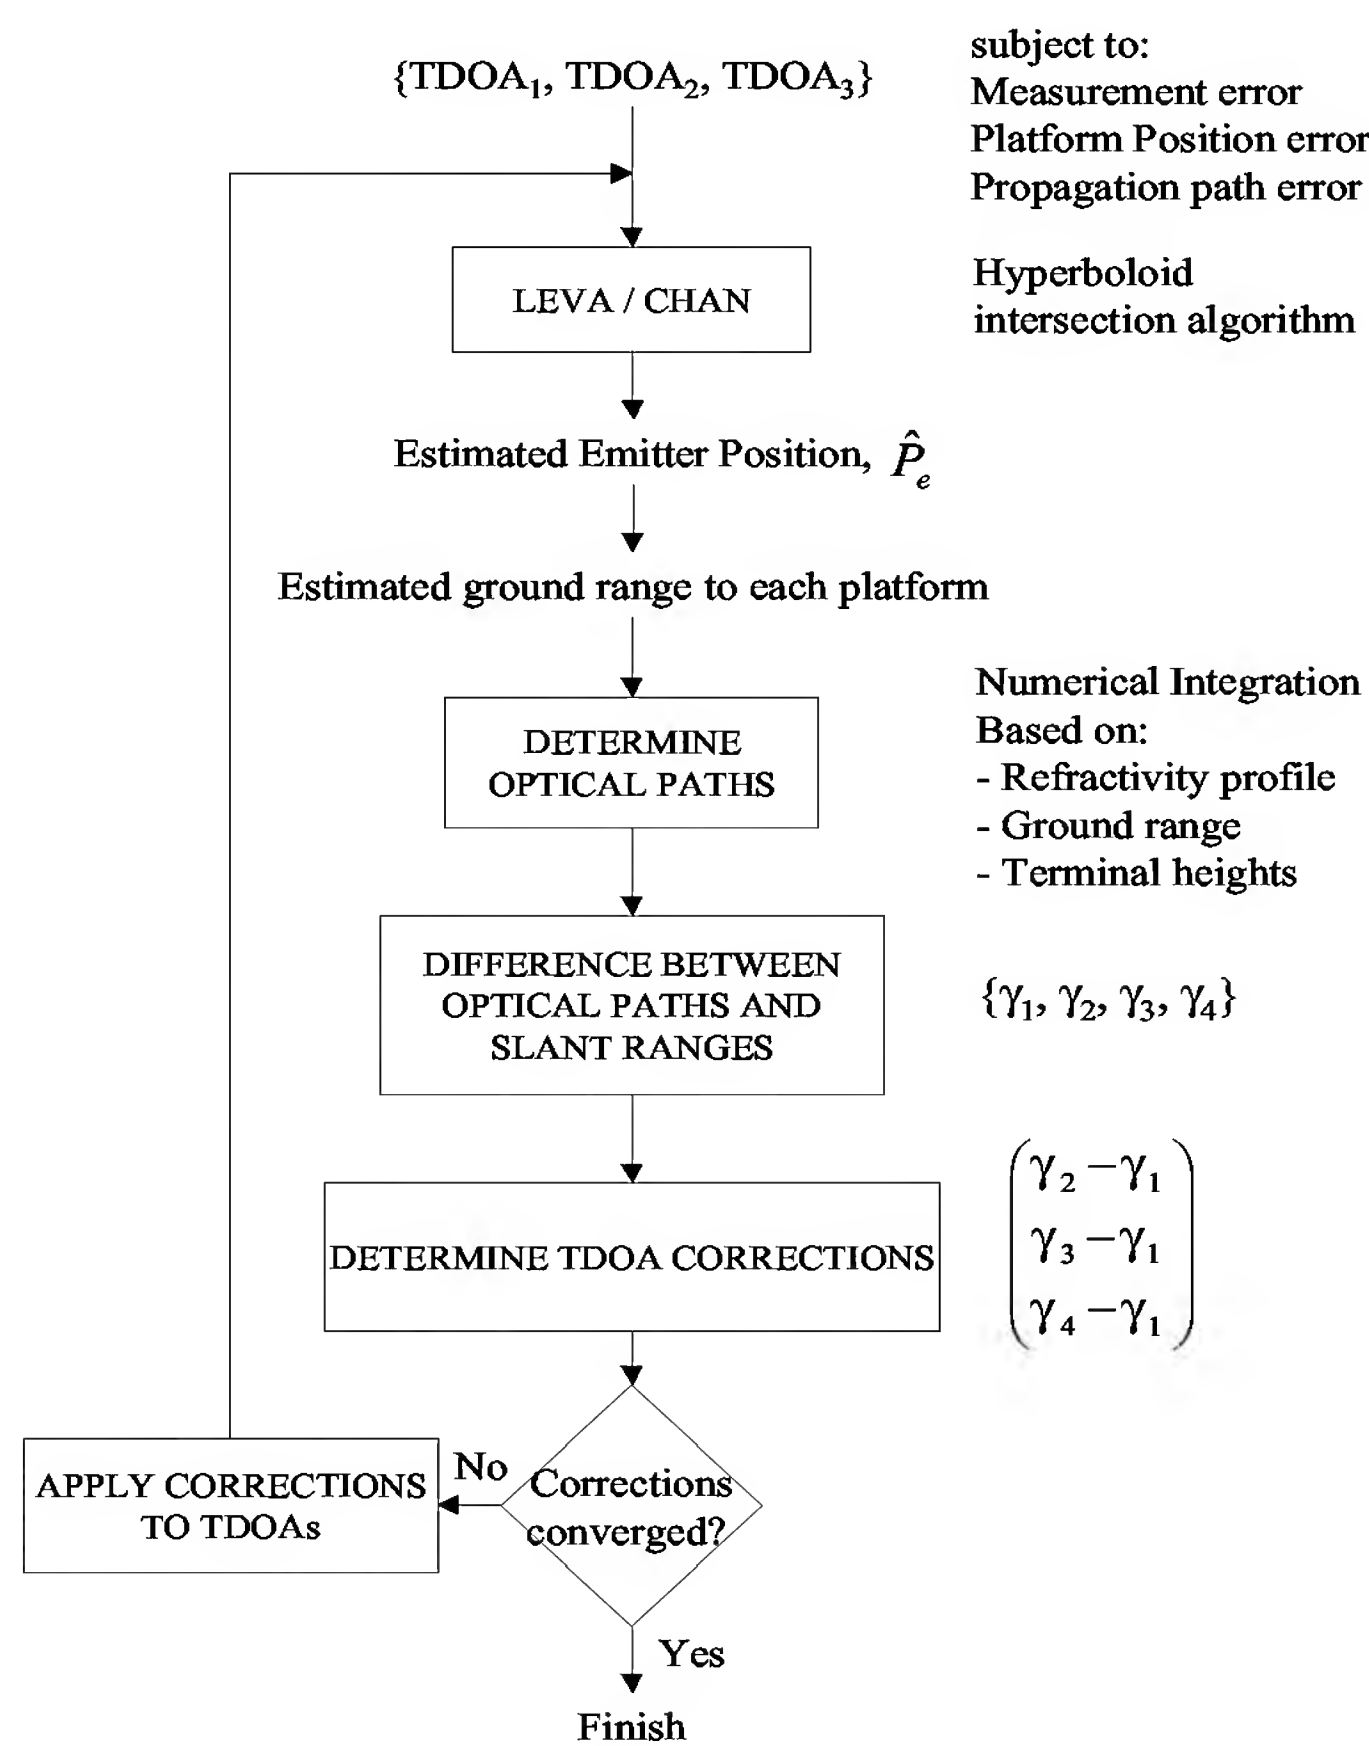 {TDOA₁, TDOA₂, TDOA₃}
subject to:
Measurement error
Platform Position error
Propagation path error
LEVA / CHAN
Hyperboloid
intersection algorithm
Estimated Emitter Position, P̂ₑ
Estimated ground range to each platform
DETERMINE
OPTICAL PATHS
Numerical Integration
Based on:
- Refractivity profile
- Ground range
- Terminal heights
DIFFERENCE BETWEEN
OPTICAL PATHS AND
SLANT RANGES
{γ₁, γ₂, γ₃, γ₄}
DETERMINE TDOA CORRECTIONS
γ₂ −γ₁
γ₃ −γ₁
γ₄ −γ₁
Corrections
converged?
No
APPLY CORRECTIONS
TO TDOAs
Yes
Finish